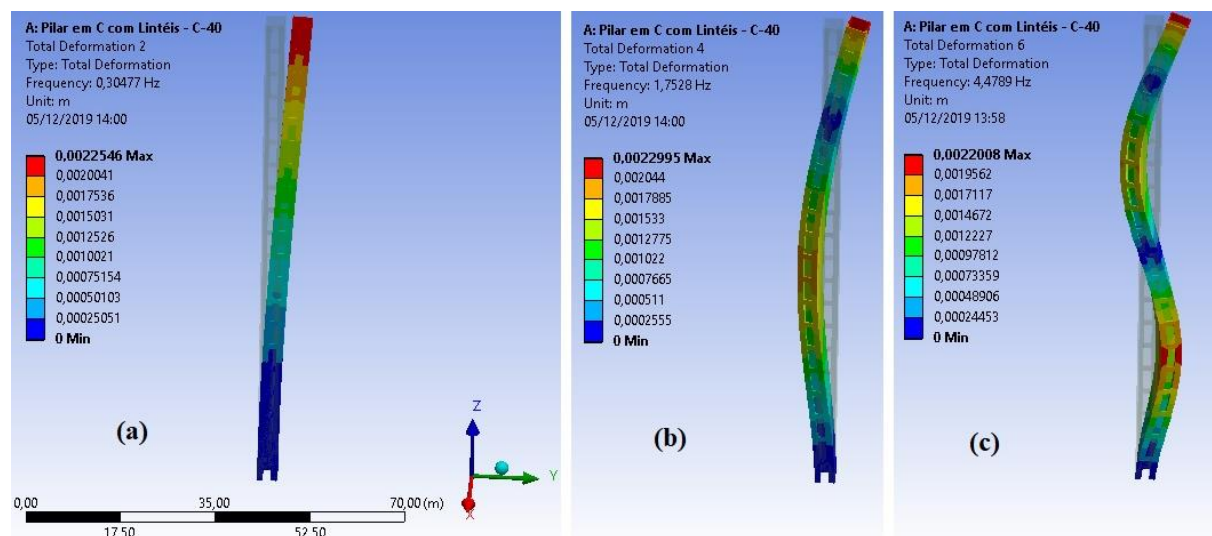 A: Pilar em C com Lintéis - C-40
Total Deformation 2
Type: Total Deformation
Frequency: 0,30477 Hz
Unit: m
05/12/2019 14:00
0,0022546 Max
0,0020041
0,0017536
0,0015031
0,0012526
0,0010021
0,00075154
0,00050103
0,00025051
0 Min
(a)
0,00
35,00
70,00 (m)
17,50
52,50
Z
Y
X
A: Pilar em C com Lintéis - C-40
Total Deformation 4
Type: Total Deformation
Frequency: 1,7528 Hz
Unit: m
05/12/2019 14:00
0,0022995 Max
0,002044
0,0017885
0,001533
0,0012775
0,001022
0,0007665
0,000511
0,0002555
0 Min
(b)
A: Pilar em C com Lintéis - C-40
Total Deformation 6
Type: Total Deformation
Frequency: 4,4789 Hz
Unit: m
05/12/2019 13:58
0,0022008 Max
0,0019562
0,0017117
0,0014672
0,0012227
0,00097812
0,00073359
0,00048906
0,00024453
0 Min
(c)